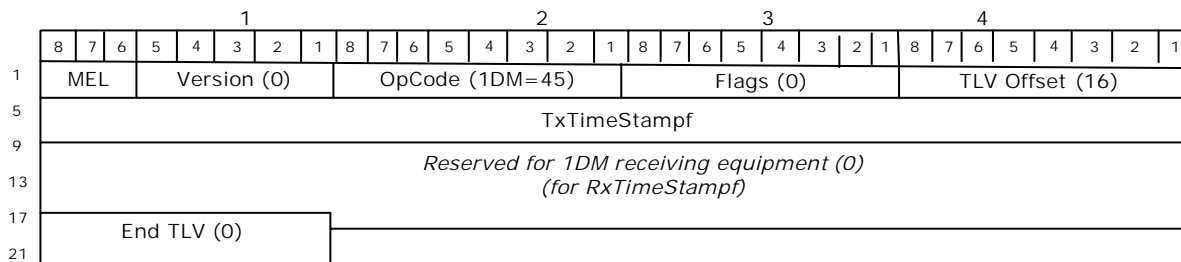 1 2 3 4
8 7 6 5 4 3 2 1 8 7 6 5 4 3 2 1 8 7 6 5 4 3 2 1 8 7 6 5 4 3 2 1
1 MEL Version (0) OpCode (1DM=45) Flags (0) TLV Offset (16)
5 TxTimeStampf
9
Reserved for 1DM receiving equipment (0)
13 (for RxTimeStampf)
17
End TLV (0)
21